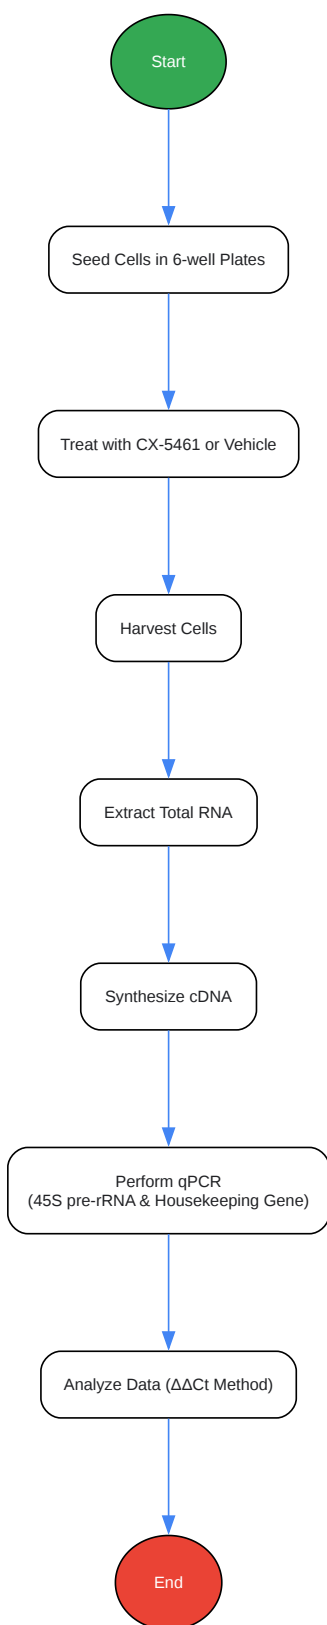 Start
Seed Cells in 6-well Plates
Treat with CX-5461 or Vehicle
Harvest Cells
Extract Total RNA
Synthesize cDNA
Perform qPCR
(45S pre-rRNA & Housekeeping Gene)
Analyze Data (ΔΔCt Method)
End